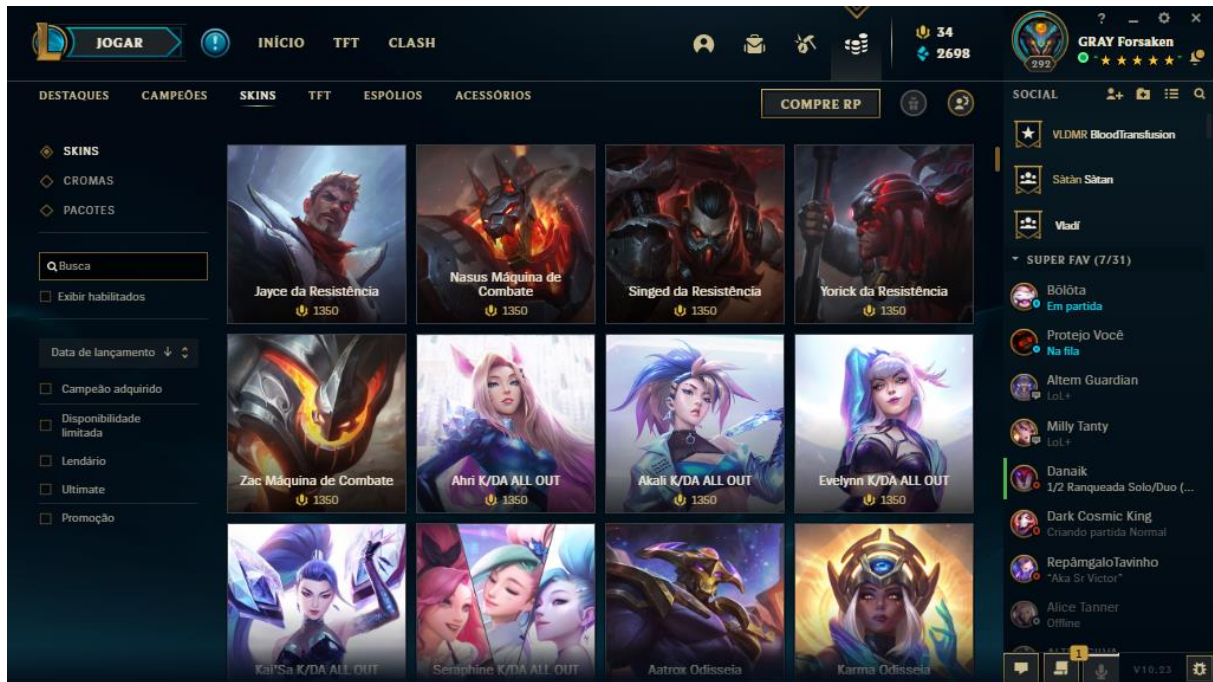 JOGAR
INÍCIO
TFT
CLASH
34
2698
?
GRAY Forsaken
292
DESTAQUES
CAMPEÕES
SKINS
TFT
ESPÓLIOS
ACESSÓRIOS
COMPRE RP
SKINS
CROMAS
PACOTES
Busca
Exibir habilitados
Data de lançamento
Campeão adquirido
Disponibilidade
limitada
Lendário
Ultimate
Promoção
Jayce da Resistência
1350
Nasus Máquina de
Combate
1350
Singed da Resistência
1350
Yorick da Resistência
1350
Zac Máquina de Combate
1350
Ahri K/DA ALL OUT
1350
Akali K/DA ALL OUT
1350
Evelynn K/DA ALL OUT
1350
Kai'Sa K/DA ALL OUT
Seraphine K/DA ALL OUT
Aatrox Odisseia
Karma Odisseia
SOCIAL
VLDMR BloodTransfusion
Sàtàn Sàtan
Vladí
SUPER FAV (7/31)
Bôlôta
Em partida
Protejo Você
Na fila
Altem Guardian
LoL+
Milly Tanty
LoL+
Danaik
1/2 Ranqueada Solo/Duo (...
Dark Cosmic King
Criando partida Normal
RepâmgaloTavinho
"Aka Sr Victor"
Alice Tanner
Offline
1
V10.23